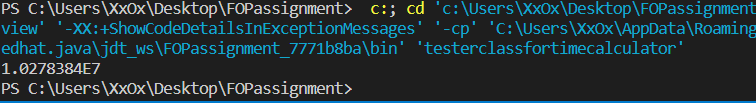 PS C:\Users\XxOx\Desktop\FOPassignment>  c:; cd 'c:\Users\XxOx\Desktop\FOPassignment
view' '-XX:+ShowCodeDetailsInExceptionMessages' '-cp' 'C:\Users\XxOx\AppData\Roaming
edhat.java\jdt_ws\FOPassignment_7771b8ba\bin' 'testerclassfortimecalculator'
1.0278384E7
PS C:\Users\XxOx\Desktop\FOPassignment>